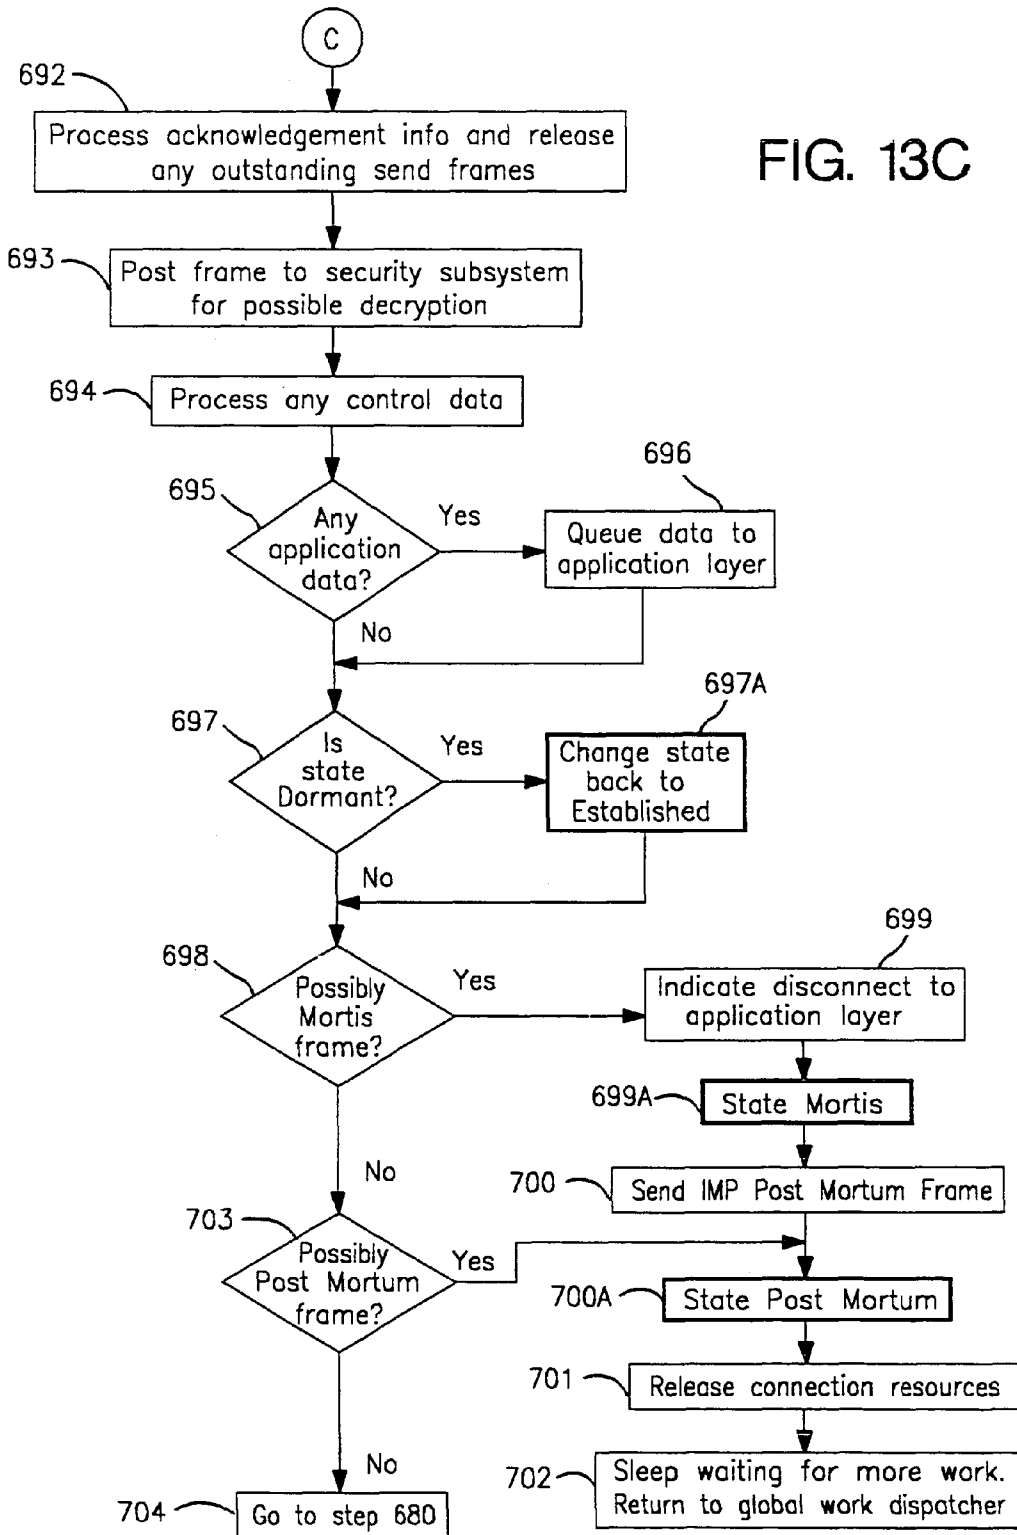 C
692
Process acknowledgement info and release
any outstanding send frames
FIG. 13C
693
Post frame to security subsystem
for possible decryption
694
Process any control data
695
Any
application
data?
Yes
696
Queue data to
application layer
No
697
Is
state
Dormant?
Yes
697A
Change state
back to
Established
No
698
Possibly
Mortis
frame?
Yes
699
Indicate disconnect to
application layer
699A
State Mortis
No
700
Send IMP Post Mortum Frame
703
Possibly
Post Mortum
frame?
Yes
700A
State Post Mortum
701
Release connection resources
No
702
Sleep waiting for more work.
Return to global work dispatcher
704
Go to step 680